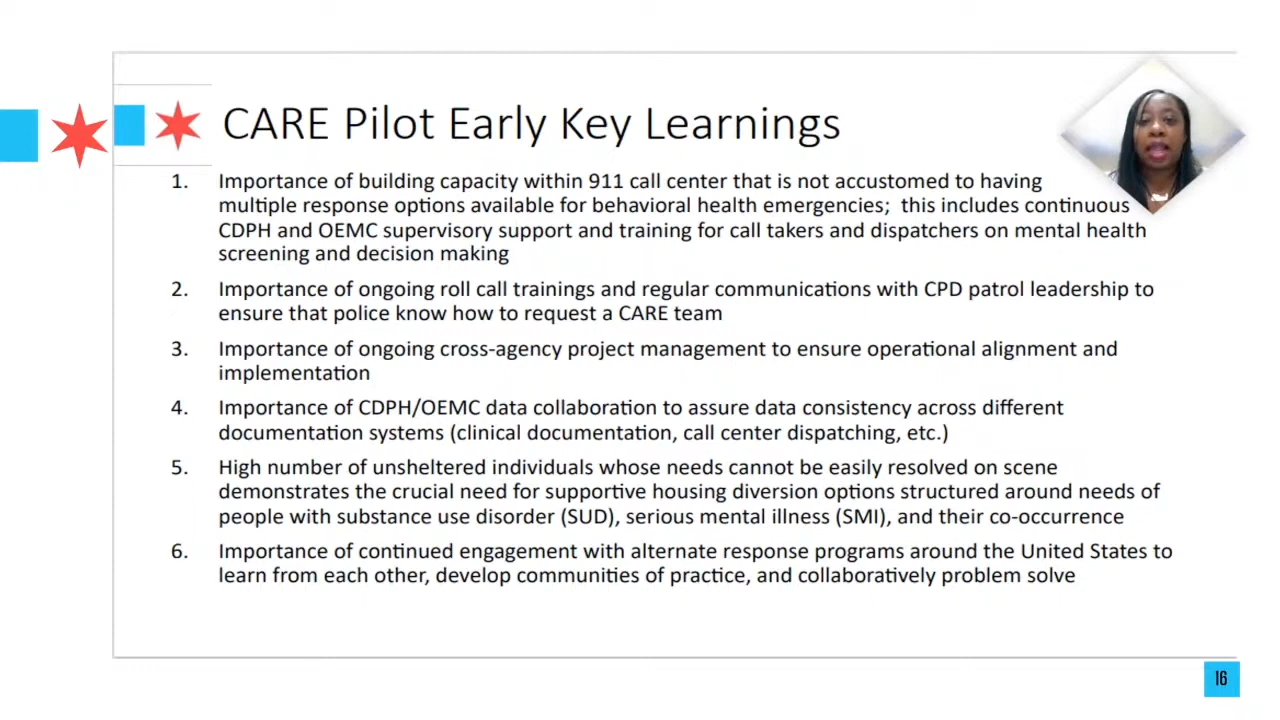 CARE Pilot Early Key Learnings
1. Importance of building capacity within 911 call center that is not accustomed to having
multiple response options available for behavioral health emergencies;  this includes continuous
CDPH and OEMC supervisory support and training for call takers and dispatchers on mental health
screening and decision making
2. Importance of ongoing roll call trainings and regular communications with CPD patrol leadership to
ensure that police know how to request a CARE team
3. Importance of ongoing cross-agency project management to ensure operational alignment and
implementation
4. Importance of CDPH/OEMC data collaboration to assure data consistency across different
documentation systems (clinical documentation, call center dispatching, etc.)
5. High number of unsheltered individuals whose needs cannot be easily resolved on scene
demonstrates the crucial need for supportive housing diversion options structured around needs of
people with substance use disorder (SUD), serious mental illness (SMI), and their co-occurrence
6. Importance of continued engagement with alternate response programs around the United States to
learn from each other, develop communities of practice, and collaboratively problem solve
16